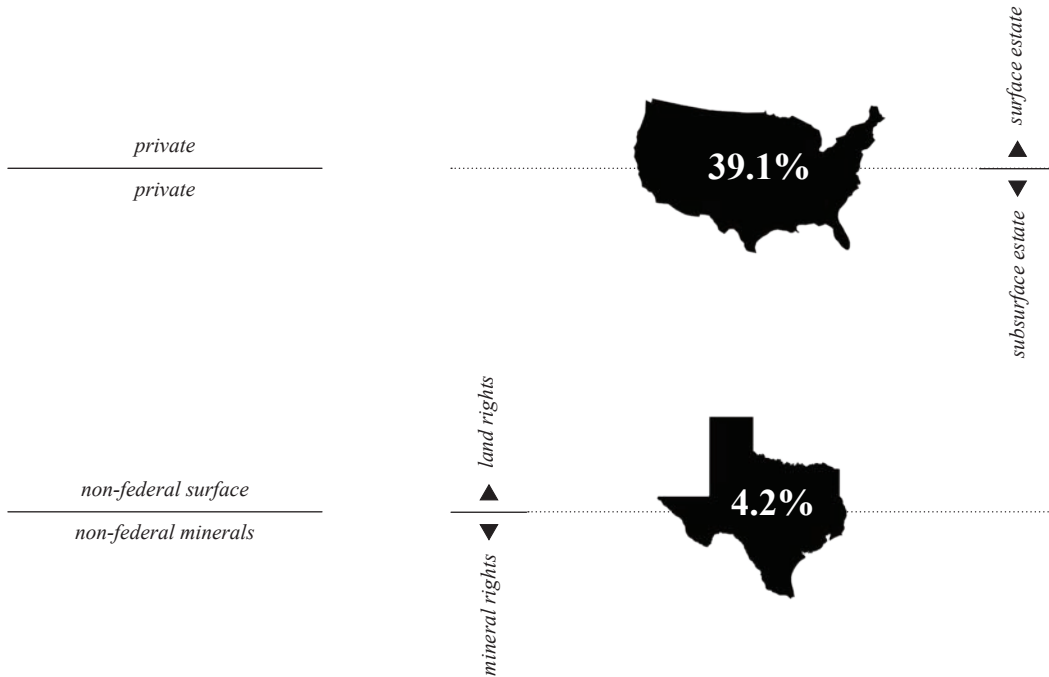 surface estate
private
39.1%
private
subsurface estate
land rights
non-federal surface
4.2%
non-federal minerals
mineral rights